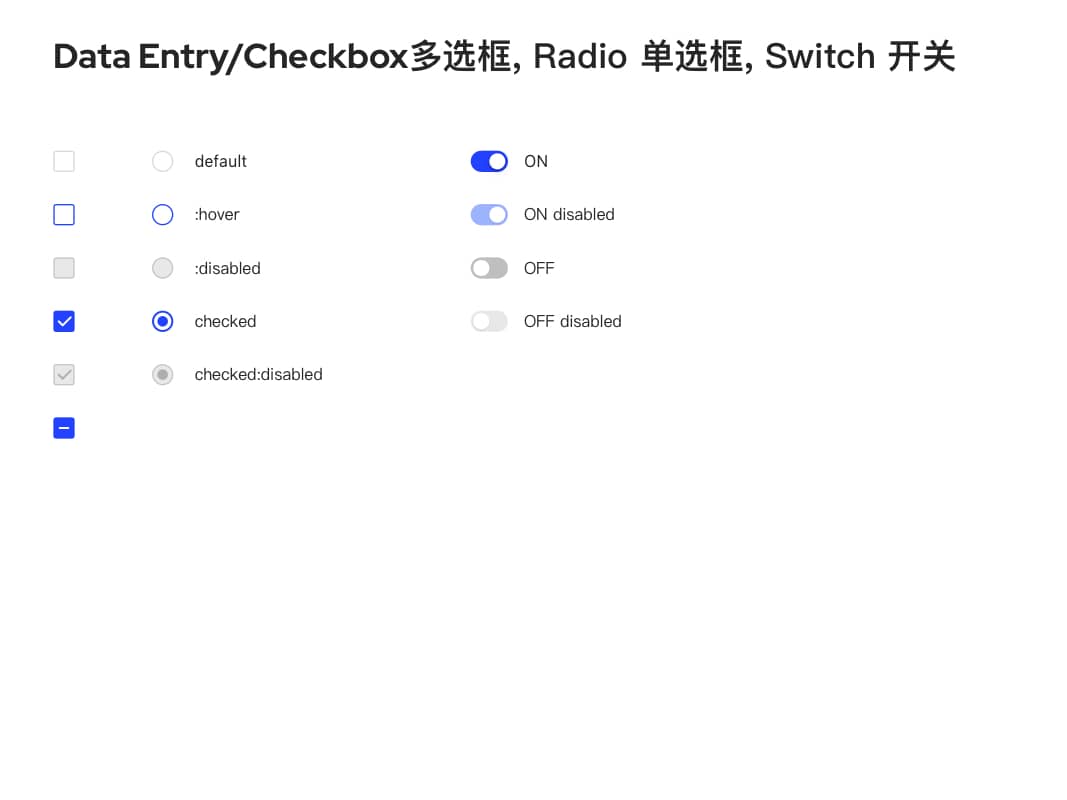 Data Entry/Checkbox多选框, Radio 单选框, Switch 开关
default
:hover
:disabled
checked
checked:disabled
ON
ON disabled
OFF
OFF disabled